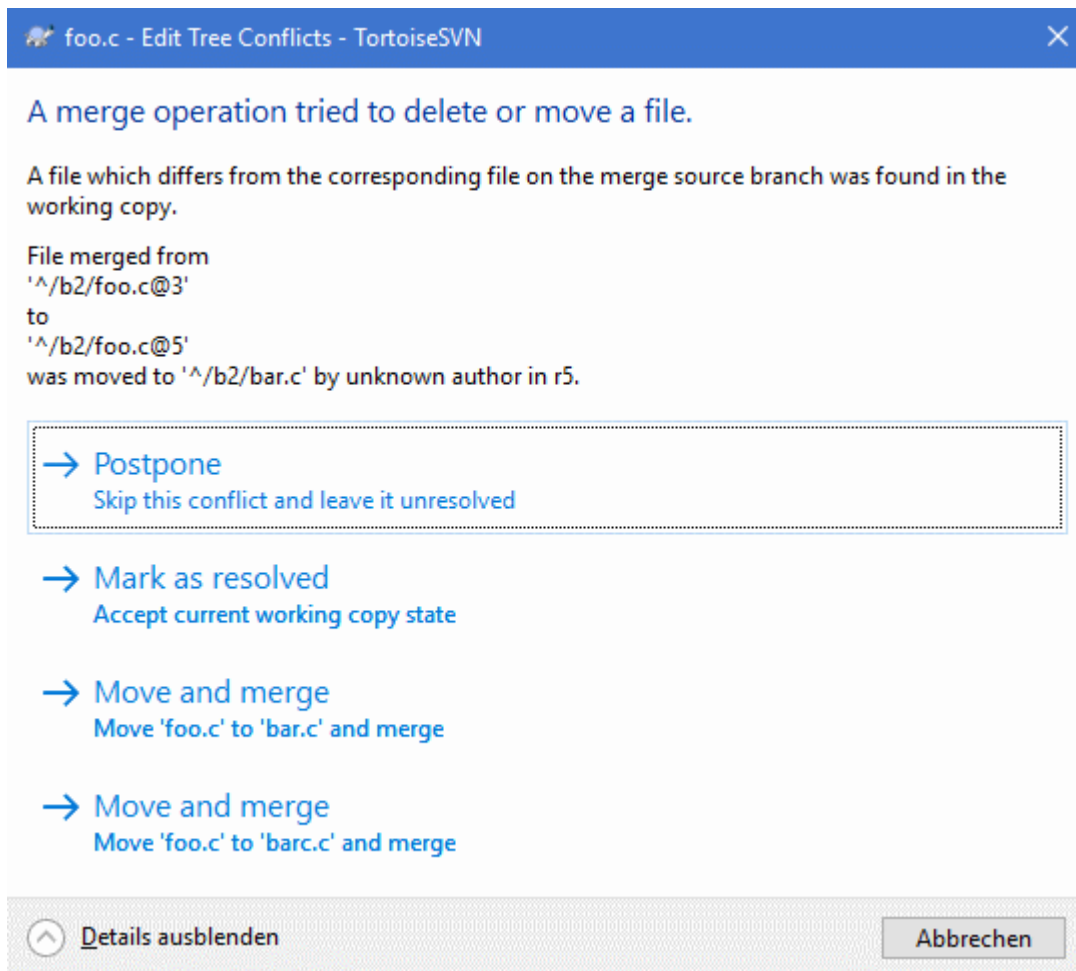 foo.c - Edit Tree Conflicts - TortoiseSVN
A merge operation tried to delete or move a file.
A file which differs from the corresponding file on the merge source branch was found in the
working copy.
File merged from
'^/b2/foo.c@3'
to
'^/b2/foo.c@5'
was moved to '^/b2/bar.c' by unknown author in r5.
Postpone
Skip this conflict and leave it unresolved
Mark as resolved
Accept current working copy state
Move and merge
Move 'foo.c' to 'bar.c' and merge
Move and merge
Move 'foo.c' to 'barc.c' and merge
Details ausblenden
Abbrechen